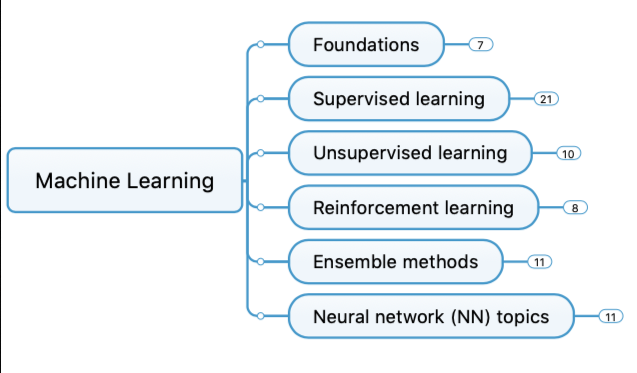 Machine Learning
Foundations
7
Supervised learning
21
Unsupervised learning
10
Reinforcement learning
8
Ensemble methods
11
Neural network (NN) topics
11